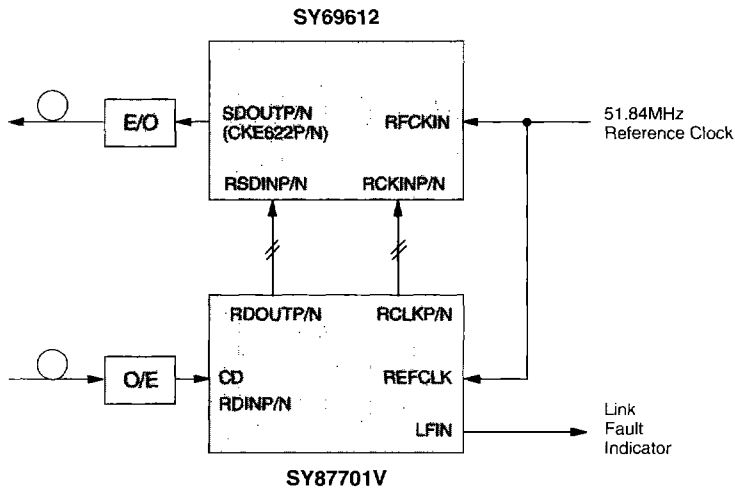 SY69612
E/O
SDOUTP/N
(CKE622P/N)
RFCKIN
51.84MHz
Reference Clock
RSDINP/N
RCKINP/N
RDOUTP/N
RCLKP/N
O/E
CD
RDINP/N
REFCLK
LFIN
Link
Fault
Indicator
SY87701V